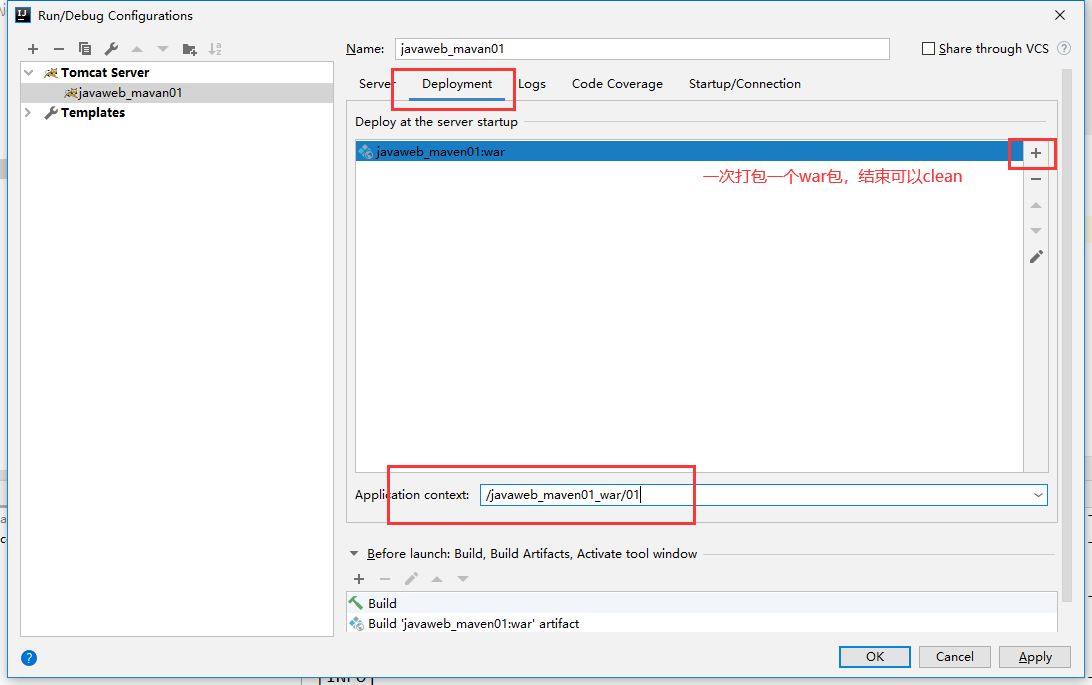 Run/Debug Configurations
Name: javaweb_mavan01
Share through VCS
Tomcat Server
javaweb_mavan01
Templates
Server Deployment Logs Code Coverage Startup/Connection
Deploy at the server startup
javaweb_maven01:war
一次打包一个war包，结束可以clean
Application context: /javaweb_maven01_war/01
Before launch: Build, Build Artifacts, Activate tool window
Build
Build 'javaweb_maven01:war' artifact
OK Cancel Apply
[INFO]